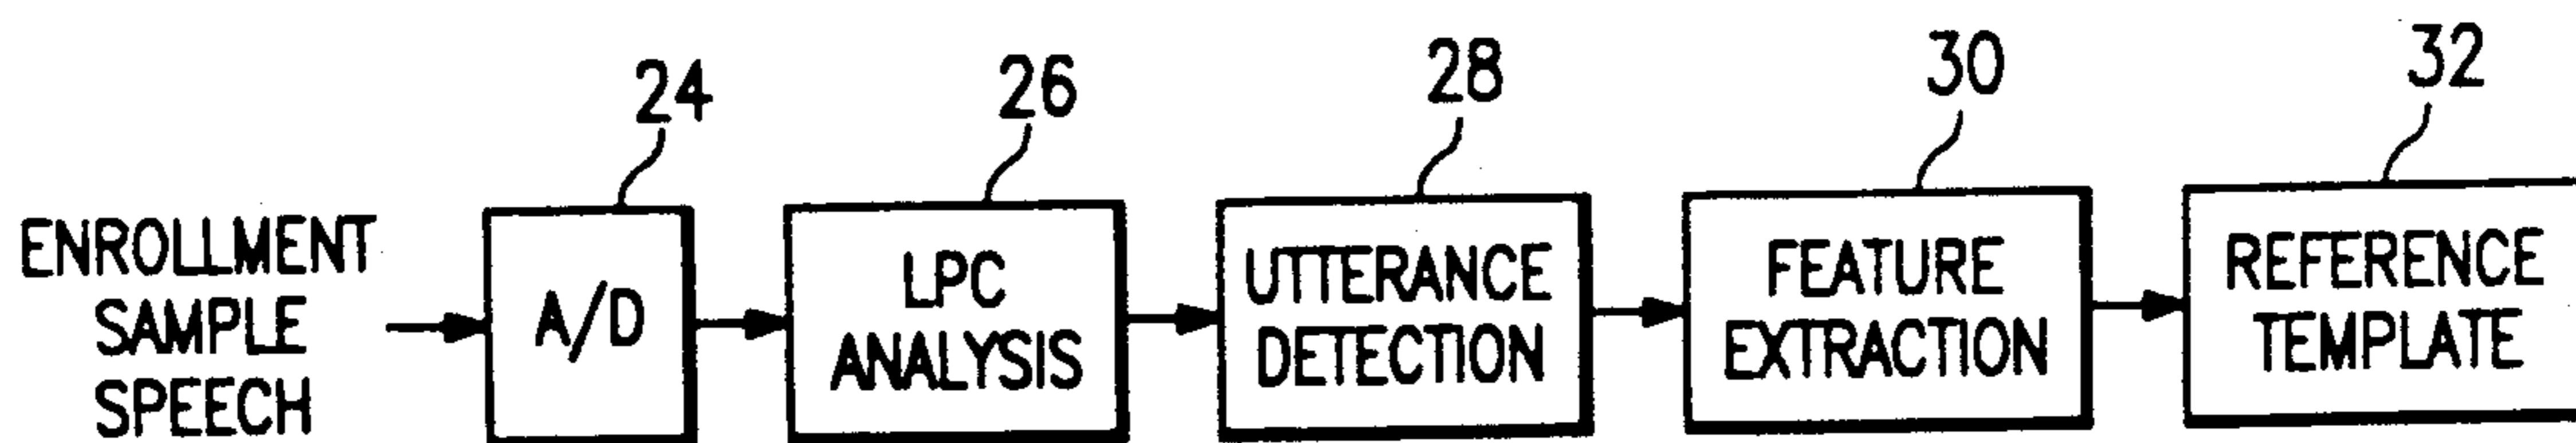 24
26
28
30
32
ENROLLMENT
SAMPLE
SPEECH
A/D
LPC
ANALYSIS
UTTERANCE
DETECTION
FEATURE
EXTRACTION
REFERENCE
TEMPLATE